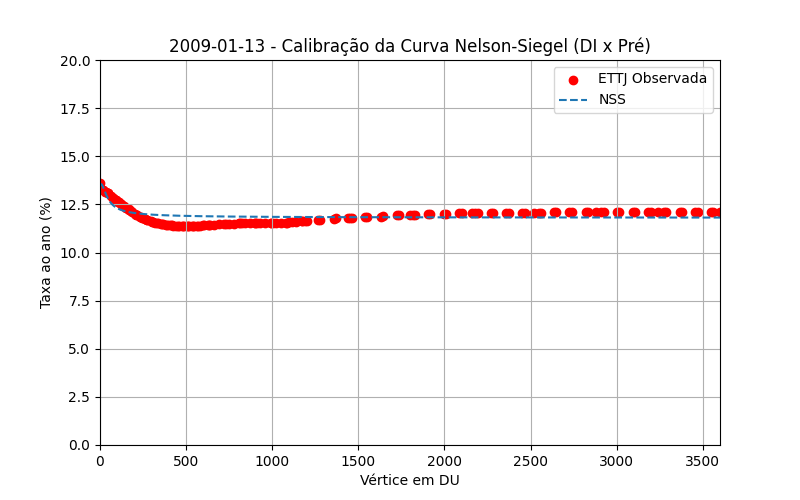 2009-01-13 - Calibração da Curva Nelson-Siegel (DI x Pré)
20.0
17.5
15.0
12.5
10.0
7.5
5.0
2.5
0.0
Taxa ao ano (%)
ETTJ Observada
NSS
0 500 1000 1500 2000 2500 3000 3500
Vértice em DU